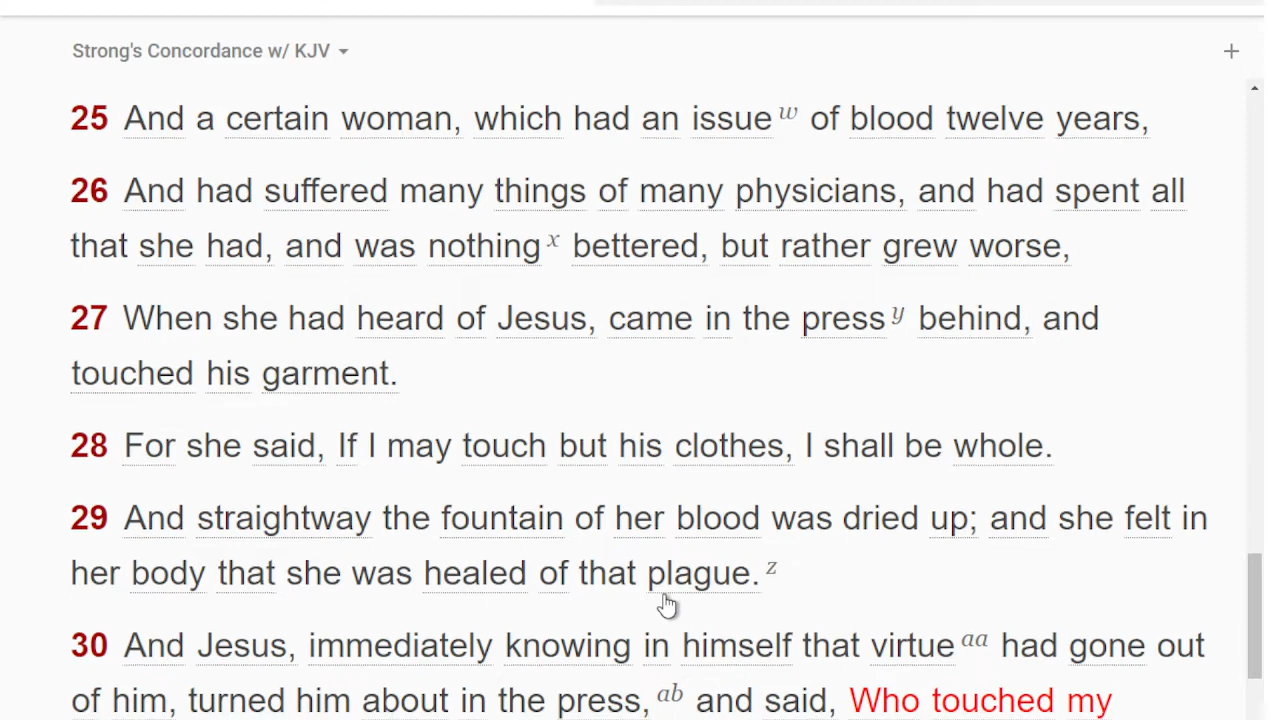 Strong's Concordance w/ KJV
25 And a certain woman, which had an issue w of blood twelve years,
26 And had suffered many things of many physicians, and had spent all
that she had, and was nothing x bettered, but rather grew worse,
27 When she had heard of Jesus, came in the press y behind, and
touched his garment.
28 For she said, If I may touch but his clothes, I shall be whole.
29 And straightway the fountain of her blood was dried up; and she felt in
her body that she was healed of that plague. z
30 And Jesus, immediately knowing in himself that virtue aa had gone out
of him, turned him about in the press, ab and said, Who touched my